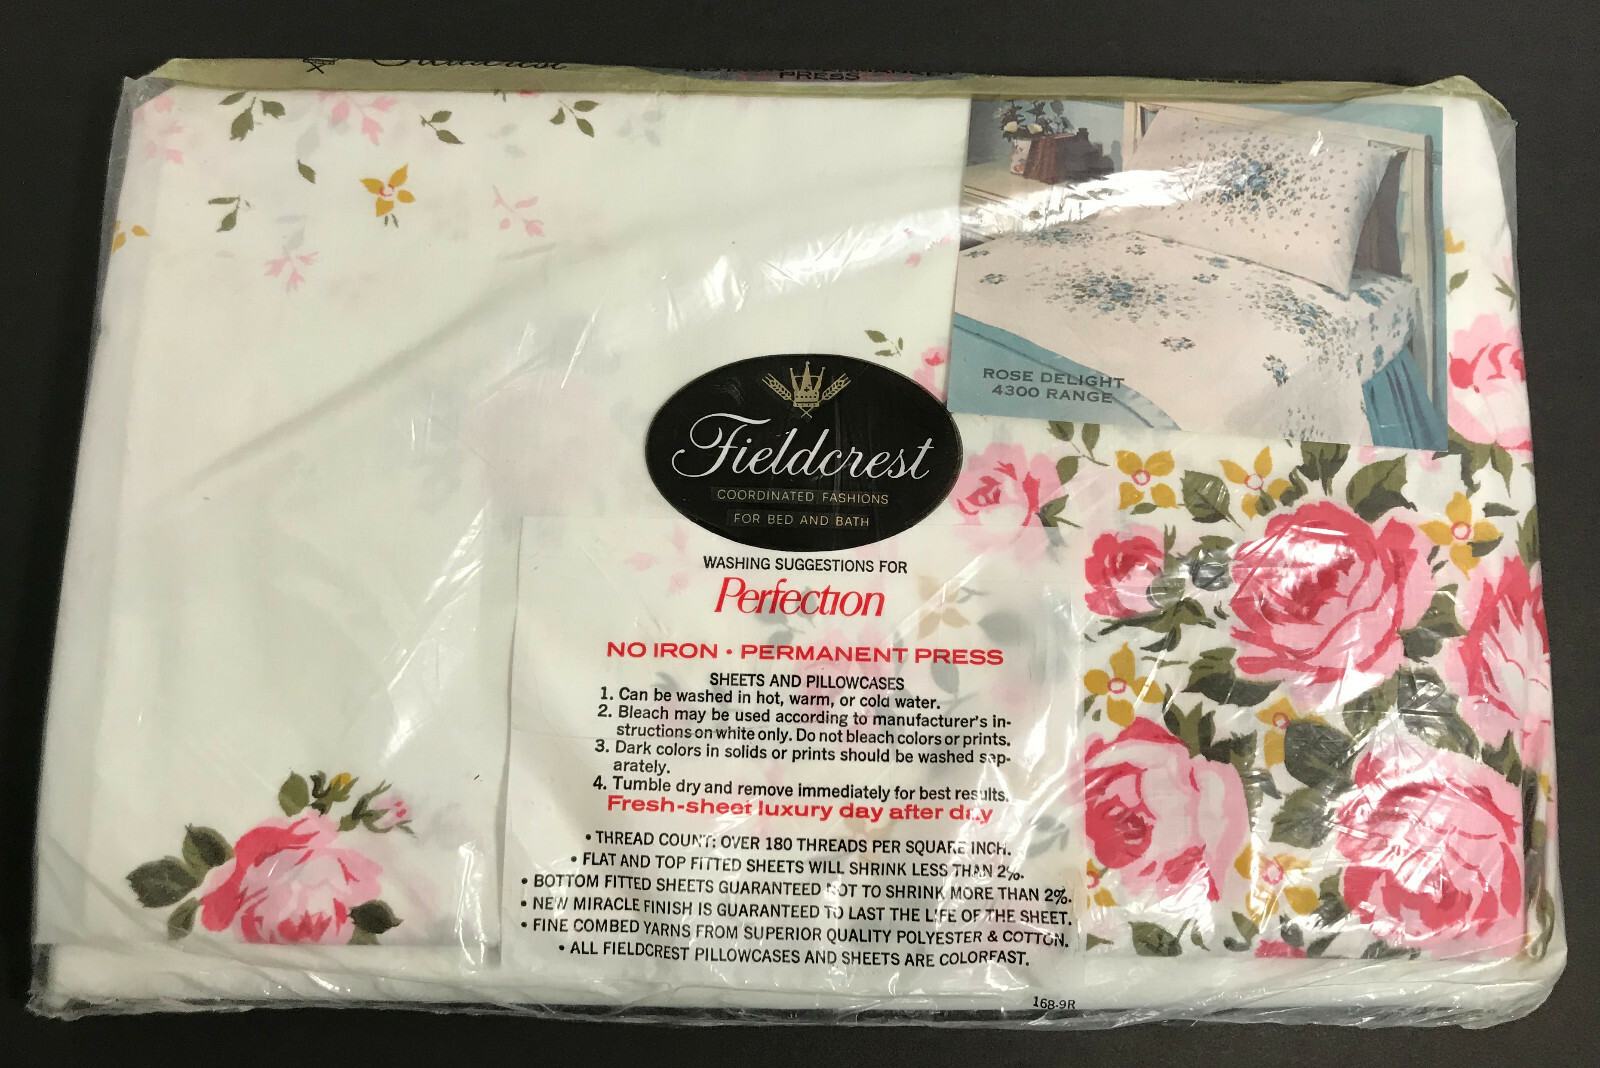 Fieldcrest
PRESS
ROSE DELIGHT
4300 RANGE
Fieldcrest
COORDINATED FASHIONS
FOR BED AND BATH
WASHING SUGGESTIONS FOR
Perfection
NO IRON • PERMANENT PRESS
SHEETS AND PILLOWCASES
1. Can be washed in hot, warm, or cold water.
2. Bleach may be used according to manufacturer's in-
structions on white only. Do not bleach colors or prints.
3. Dark colors in solids or prints should be washed sep-
arately.
4. Tumble dry and remove immediately for best results.
Fresh-sheet luxury day after day
• THREAD COUNT: OVER 180 THREADS PER SQUARE INCH.
• FLAT AND TOP FITTED SHEETS WILL SHRINK LESS THAN 2%.
• BOTTOM FITTED SHEETS GUARANTEED NOT TO SHRINK MORE THAN 2%.
• NEW MIRACLE FINISH IS GUARANTEED TO LAST THE LIFE OF THE SHEET.
• FINE COMBED YARNS FROM SUPERIOR QUALITY POLYESTER & COTTON.
• ALL FIELDCREST PILLOWCASES AND SHEETS ARE COLORFAST.
168-9R